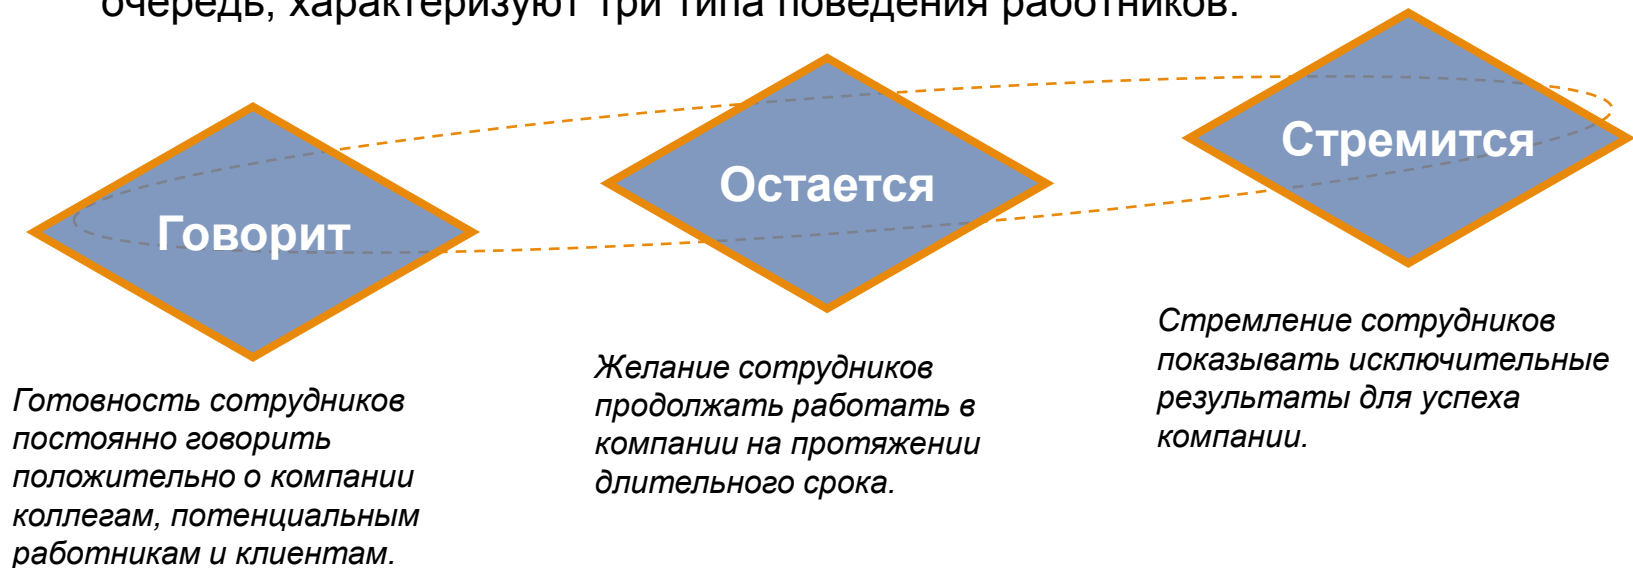 очередь, характеризуют три типа поведения работников.
Говорит
Остается
Стремится
Готовность сотрудников
постоянно говорить
положительно о компании
коллегам, потенциальным
работникам и клиентам.
Желание сотрудников
продолжать работать в
компании на протяжении
длительного срока.
Стремление сотрудников
показывать исключительные
результаты для успеха
компании.